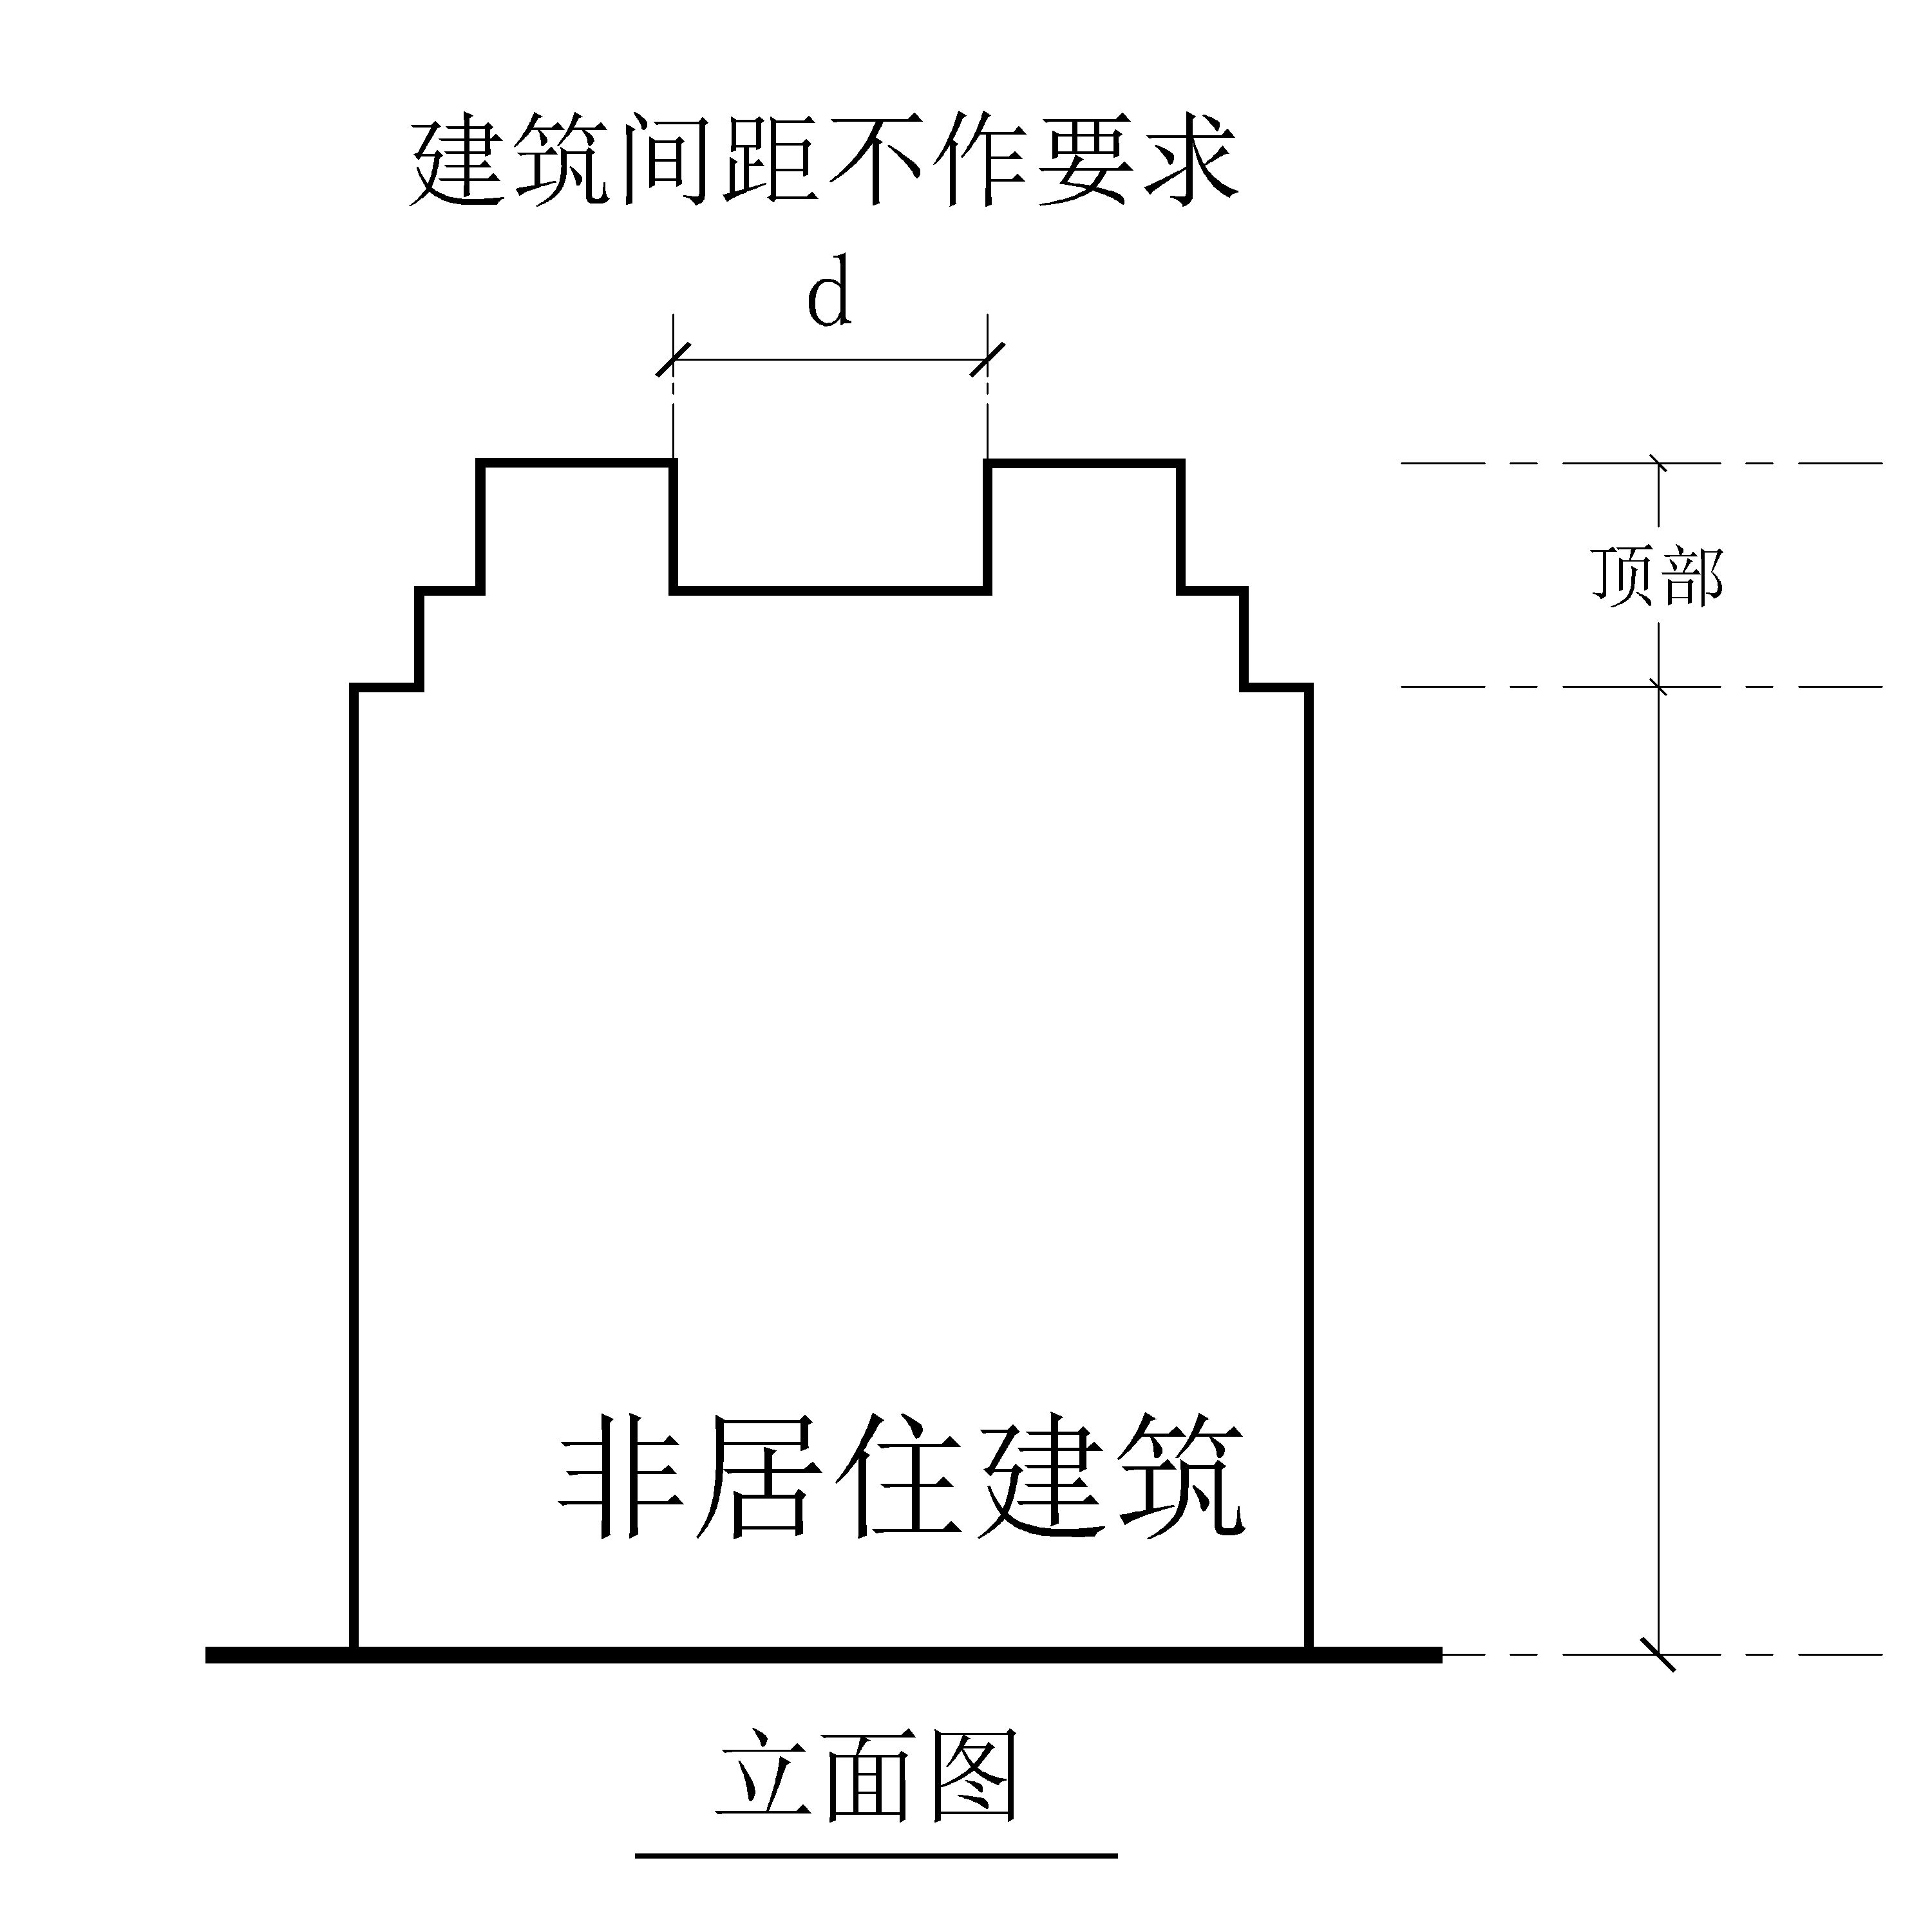 建筑间距不作要求
d
顶部
非居住建筑
立面图